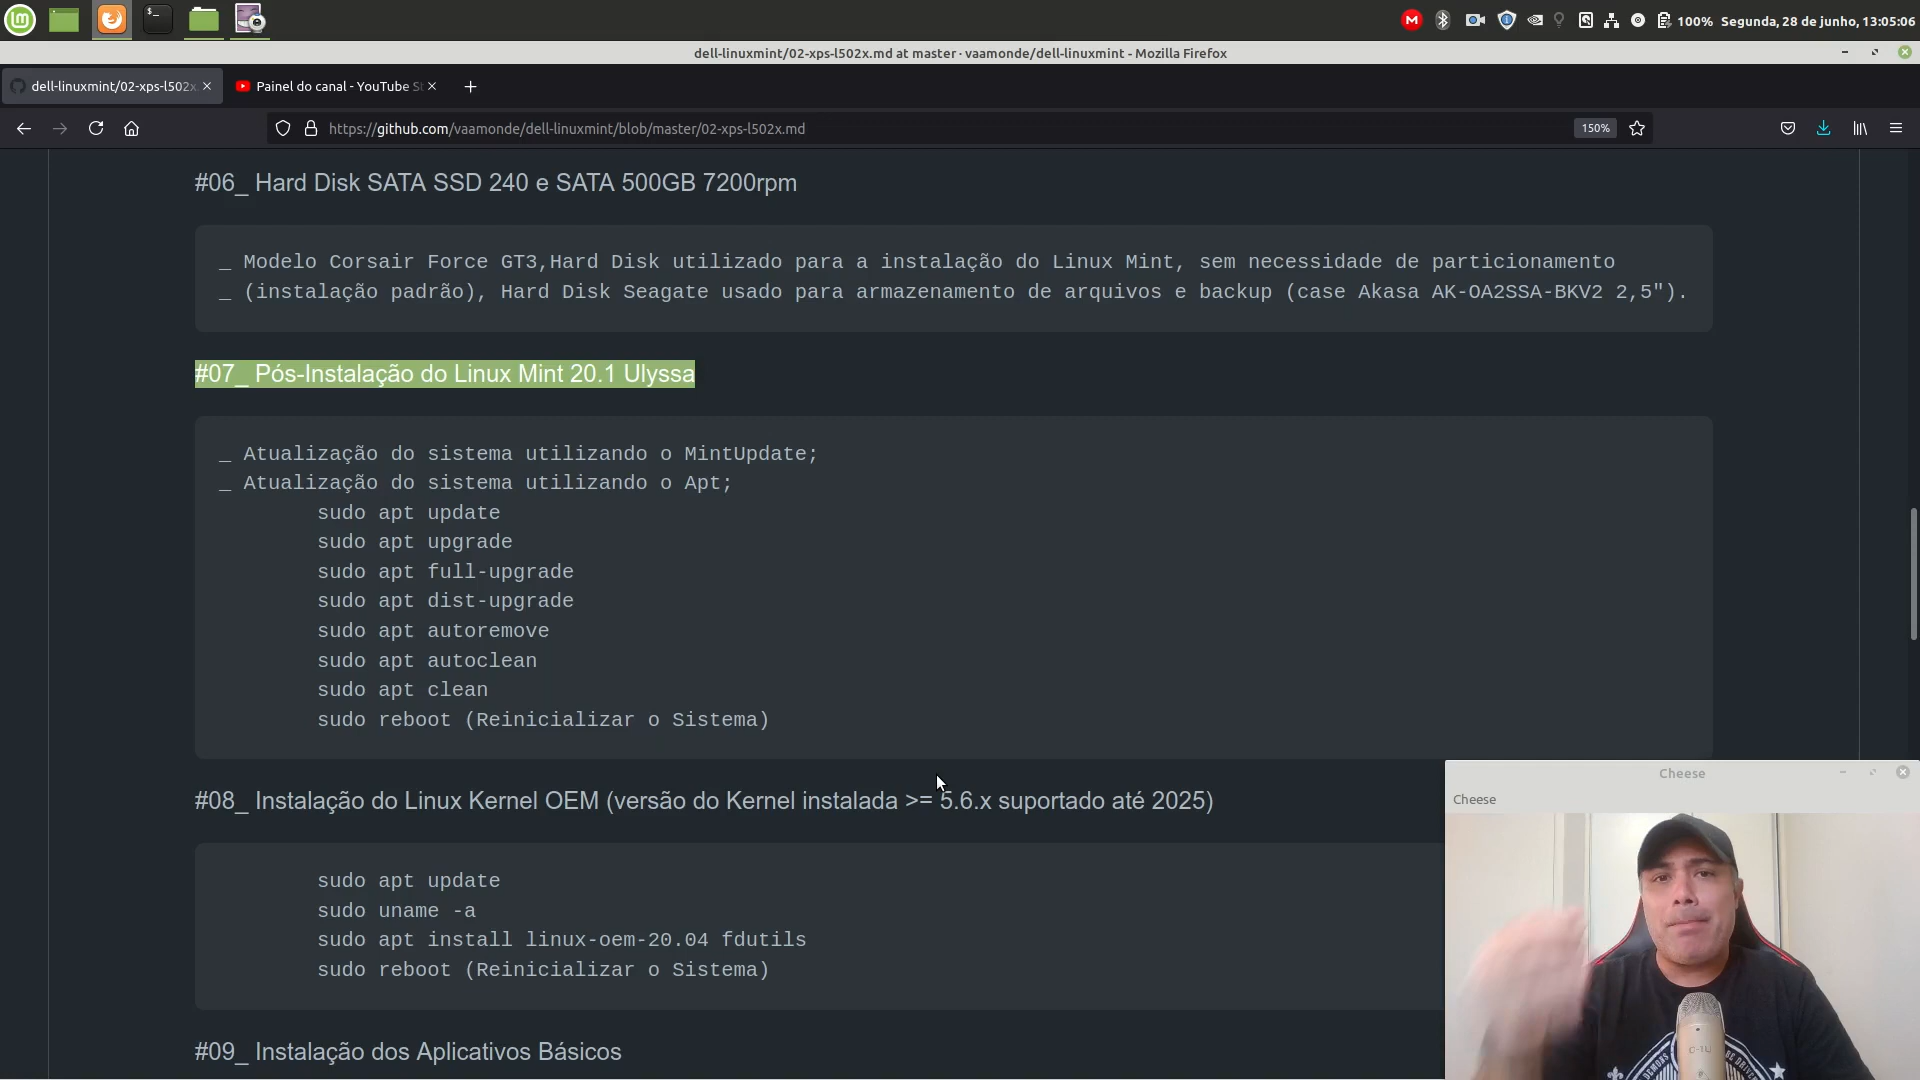 100% Segunda, 28 de junho, 13:05:06
dell-linuxmint/02-xps-l502x.md at master · vaamonde/dell-linuxmint - Mozilla Firefox
dell-linuxmint/02-xps-l502x.
Painel do canal - YouTube St
https://github.com/vaamonde/dell-linuxmint/blob/master/02-xps-l502x.md
150%
#06_ Hard Disk SATA SSD 240 e SATA 500GB 7200rpm
_ Modelo Corsair Force GT3,Hard Disk utilizado para a instalação do Linux Mint, sem necessidade de particionamento
_ (instalação padrão), Hard Disk Seagate usado para armazenamento de arquivos e backup (case Akasa AK-OA2SSA-BKV2 2,5").
#07_ Pós-Instalação do Linux Mint 20.1 Ulyssa
_ Atualização do sistema utilizando o MintUpdate;
_ Atualização do sistema utilizando o Apt;
sudo apt update
sudo apt upgrade
sudo apt full-upgrade
sudo apt dist-upgrade
sudo apt autoremove
sudo apt autoclean
sudo apt clean
sudo reboot (Reinicializar o Sistema)
#08_ Instalação do Linux Kernel OEM (versão do Kernel instalada >= 5.6.x suportado até 2025)
sudo apt update
sudo uname -a
sudo apt install linux-oem-20.04 fdutils
sudo reboot (Reinicializar o Sistema)
#09_ Instalação dos Aplicativos Básicos
Cheese
Cheese
C-1U